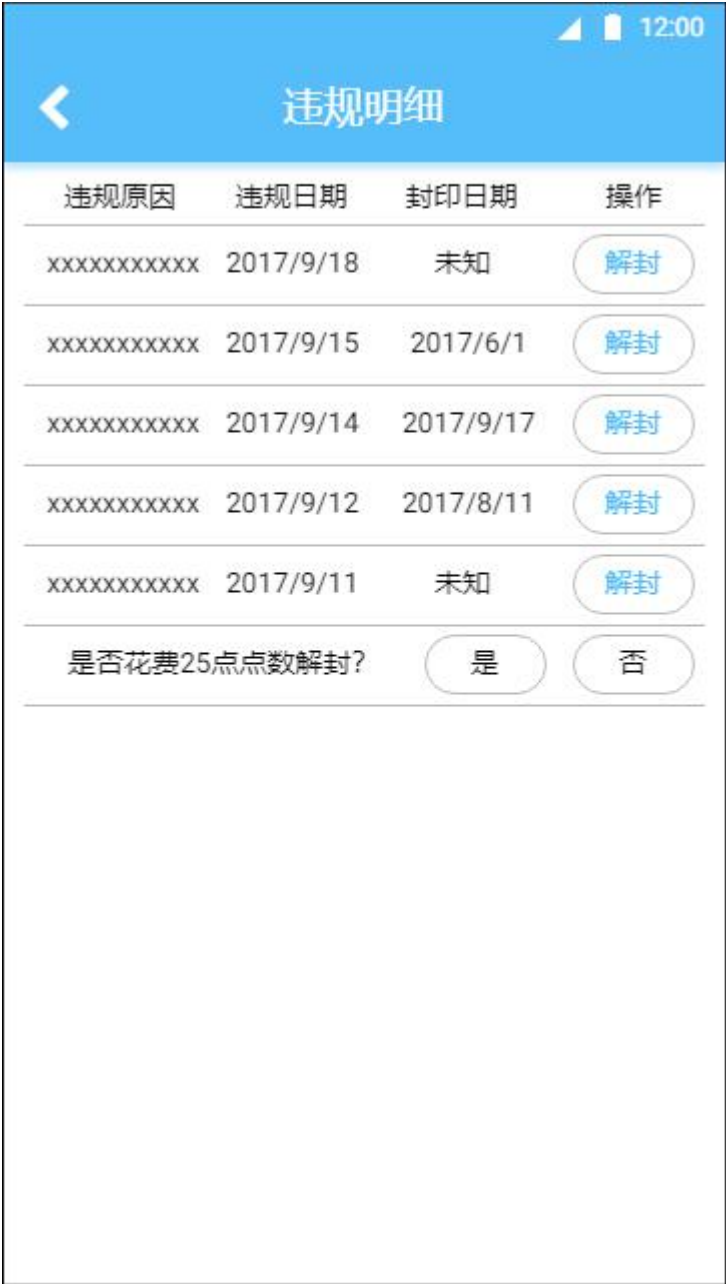 12:00
违规明细
违规原因 违规日期 封印日期 操作
xxxxxxxxxxx 2017/9/18 未知 解封
xxxxxxxxxxx 2017/9/15 2017/6/1 解封
xxxxxxxxxxx 2017/9/14 2017/9/17 解封
xxxxxxxxxxx 2017/9/12 2017/8/11 解封
xxxxxxxxxxx 2017/9/11 未知 解封
是否花费25点点数解封? 是 否